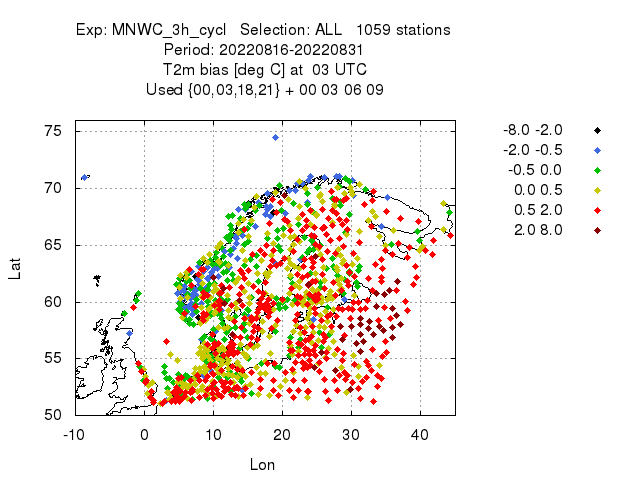 Exp: MNWC_3h_cycl   Selection: ALL   1059 stations
Period: 20220816-20220831
T2m bias [deg C] at  03 UTC
Used {00,03,18,21} + 00 03 06 09
75
70
65
60
55
50
Lat
-10 0 10 20 30 40
Lon
-8.0 -2.0
-2.0 -0.5
-0.5 0.0
0.0 0.5
0.5 2.0
2.0 8.0